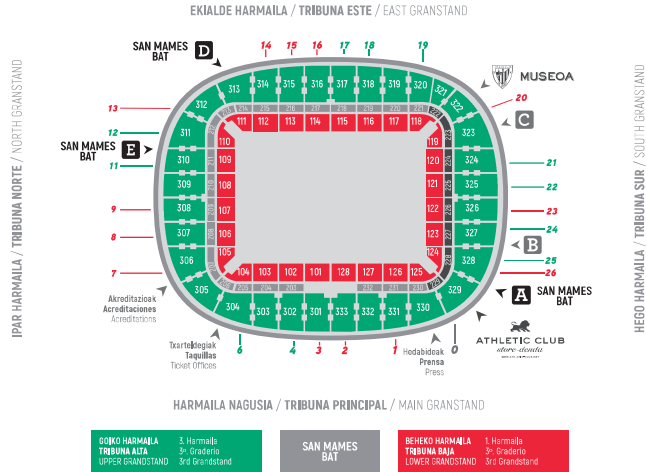 EKIALDE HARMAILA / TRIBUNA ESTE / EAST GRANSTAND
SAN MAMES
BAT
D
14 15 16 17 18 19
MUSEOA
20
C
13
12
SAN MAMES
BAT
E
11
9
8
7
313 314 315 316 317 318 319 320 321 322
312
311
310
309
308
307
306
305
323
324
325
326
327
328
329
111 112 113 114 115 116 117 118
110
109
108
107
106
105
119
120
121
122
123
124
104 103 102 101 128 127 126 125
304 303 302 301 333 332 331 330
21
22
23
24
B
25
26
A
SAN MAMES
BAT
IPAR HARMAILA / TRIBUNA NORTE / NORTH GRANSTAND
HEGO HARMAILA / TRIBUNA SUR / SOUTH GRANSTAND
Akreditazioak
Acreditaciones
Acreditations
Txarteldegiak
Taquillas
Ticket Offices
6 4 3 2 1 0
Hedabideak
Prensa
Press
ATHLETIC CLUB
store-denda
HARMAILA NAGUSIA / TRIBUNA PRINCIPAL / MAIN GRANSTAND
GOIKO HARMAILA
TRIBUNA ALTA
UPPER GRANDSTAND
3. Harmaila
3º. Graderío
3rd Grandstand
SAN MAMES
BAT
BEHEKO HARMAILA
TRIBUNA BAJA
LOWER GRANDSTAND
1. Harmaila
3º. Graderío
3rd Grandstand